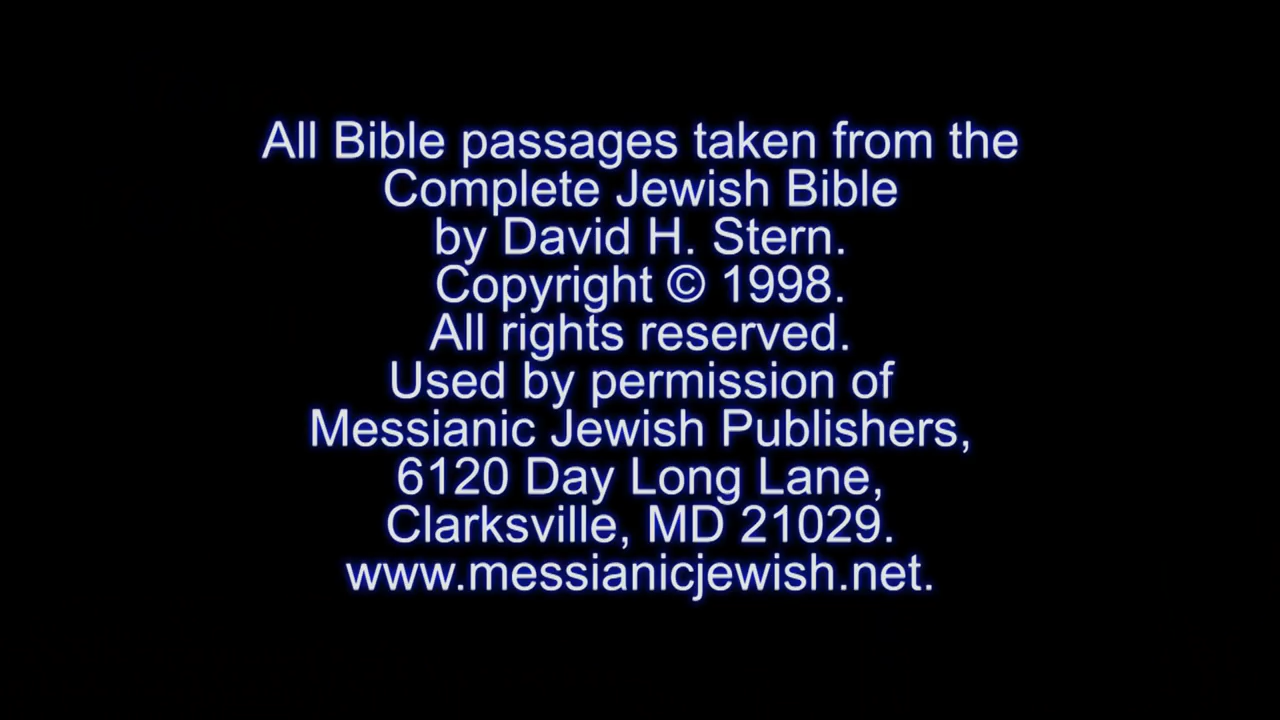 All Bible passages taken from the
Complete Jewish Bible
by David H. Stern.
Copyright © 1998.
All rights reserved.
Used by permission of
Messianic Jewish Publishers,
6120 Day Long Lane,
Clarksville, MD 21029.
www.messianicjewish.net.